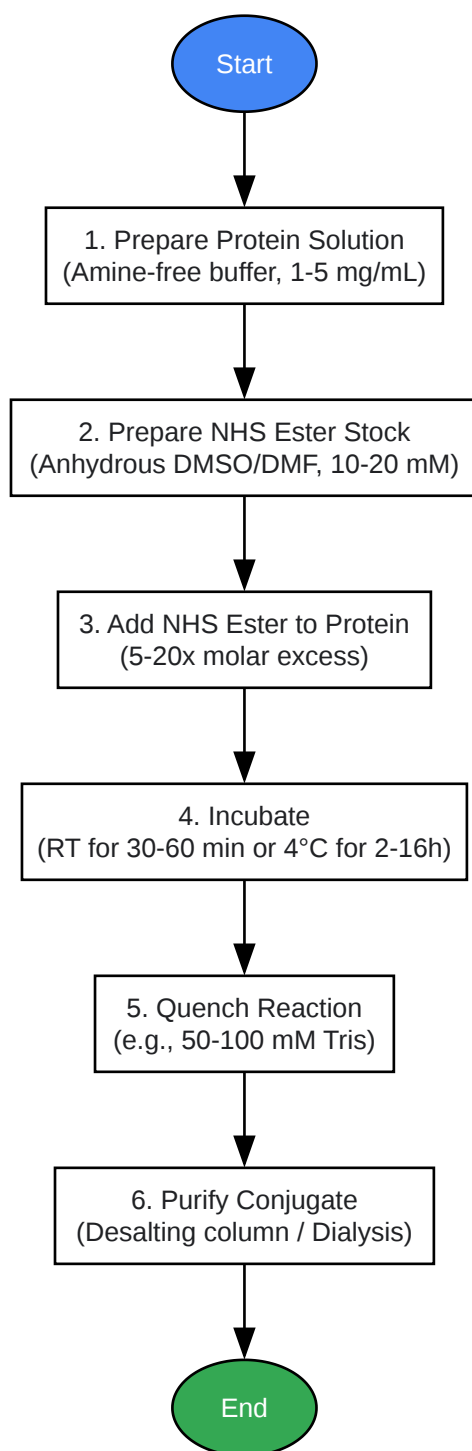 Start
1. Prepare Protein Solution
(Amine-free buffer, 1-5 mg/mL)
2. Prepare NHS Ester Stock
(Anhydrous DMSO/DMF, 10-20 mM)
3. Add NHS Ester to Protein
(5-20x molar excess)
4. Incubate
(RT for 30-60 min or 4°C for 2-16h)
5. Quench Reaction
(e.g., 50-100 mM Tris)
6. Purify Conjugate
(Desalting column / Dialysis)
End